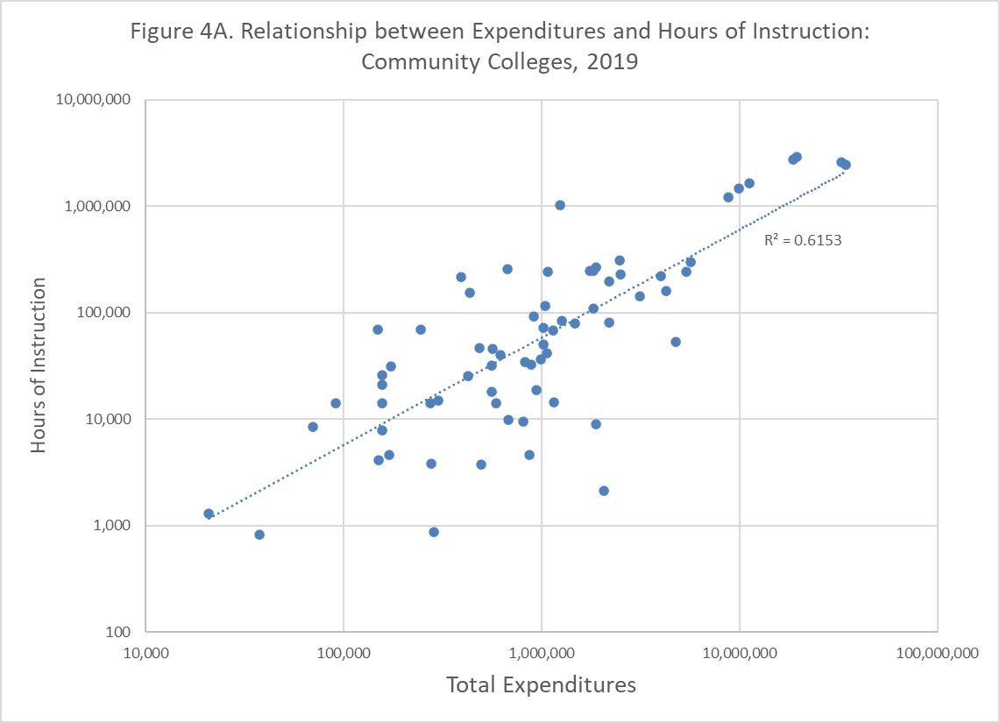 Figure 4A. Relationship between Expenditures and Hours of Instruction:
Community Colleges, 2019
10,000,000
1,000,000
R² = 0.6153
Hours of Instruction
100,000
10,000
1,000
100
10,000 100,000 1,000,000 10,000,000 100,000,000
Total Expenditures